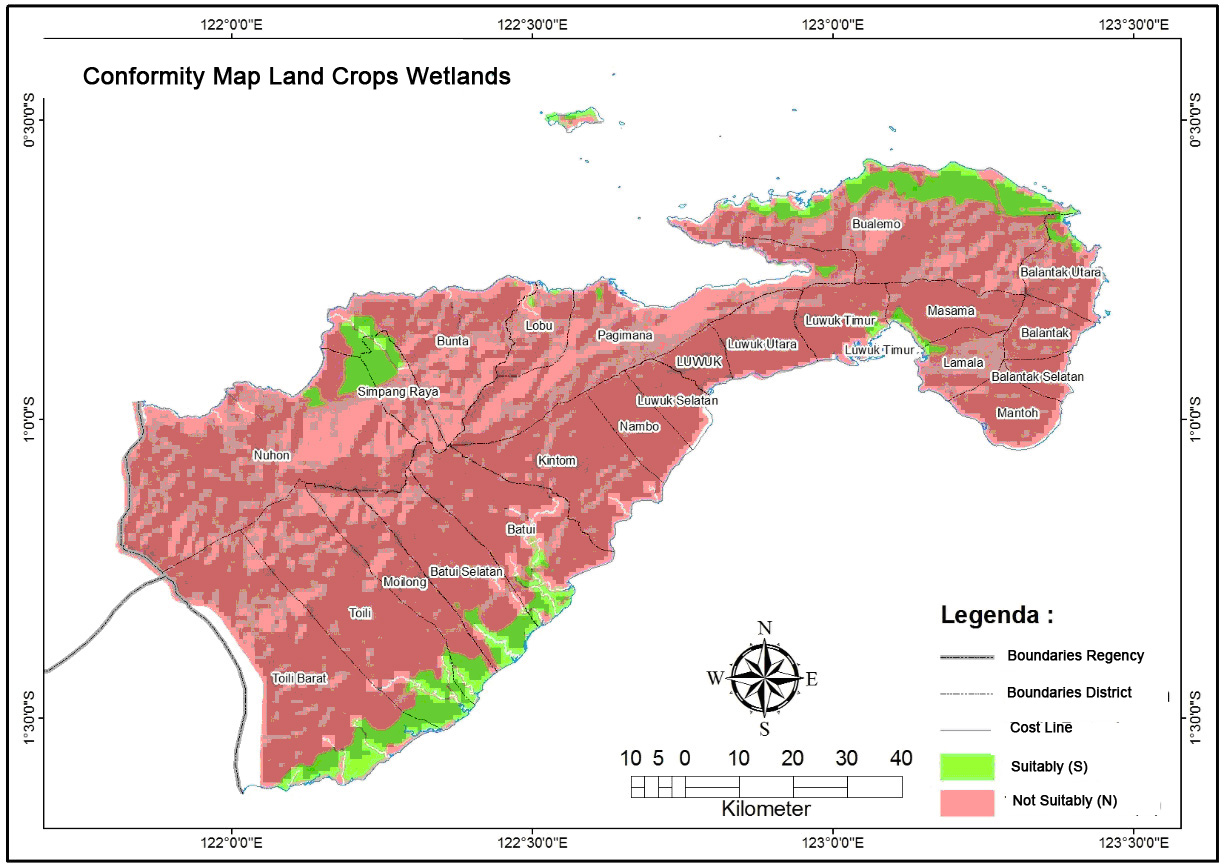 122°0'0"E 122°30'0"E 123°0'0"E 123°30'0"E
Conformity Map Land Crops Wetlands
0°30'0"S 0°30'0"S
Bualemo
Balantak Utara
Masama
Lobu
Luwuk Timur
Pagimana
Balantak
Bunta
Luwuk Utara
Luwuk Timur
LUWUK
Lamala
Balantak Selatan
Simpang Raya
Luwuk Selatan
Mantoh
1°0'0"S 1°0'0"S
Nambo
Nuhon
Kintom
Batui
Batui Selatan
Moilong
Toili
Toili Barat
1°30'0"S 1°30'0"S
N
W E
S
10 5 0 10 20 30 40
Kilometer
Legenda :
Boundaries Regency
Boundaries District
Cost Line
Suitably (S)
Not Suitably (N)
122°0'0"E 122°30'0"E 123°0'0"E 123°30'0"E